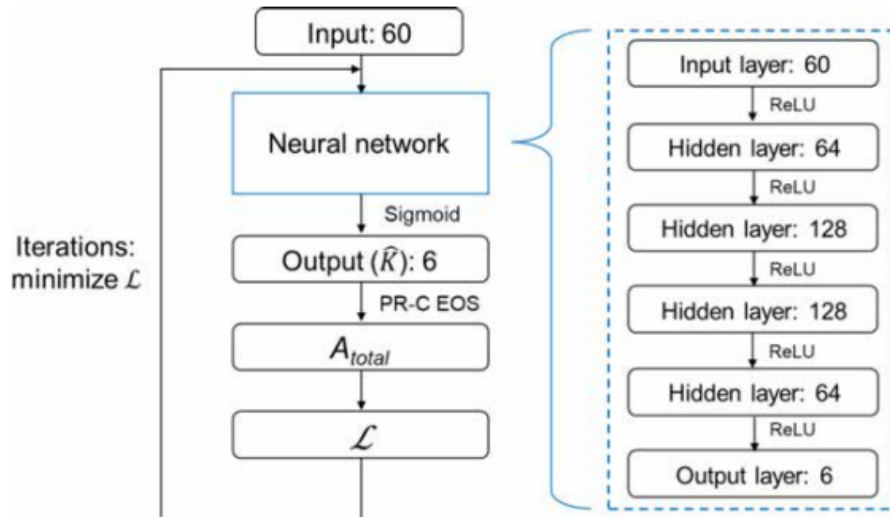 Input: 60
Neural network
Sigmoid
Output (K̂): 6
PR-C EOS
A_total
ℒ
Iterations:
minimize ℒ
Input layer: 60
ReLU
Hidden layer: 64
ReLU
Hidden layer: 128
ReLU
Hidden layer: 128
ReLU
Hidden layer: 64
ReLU
Output layer: 6